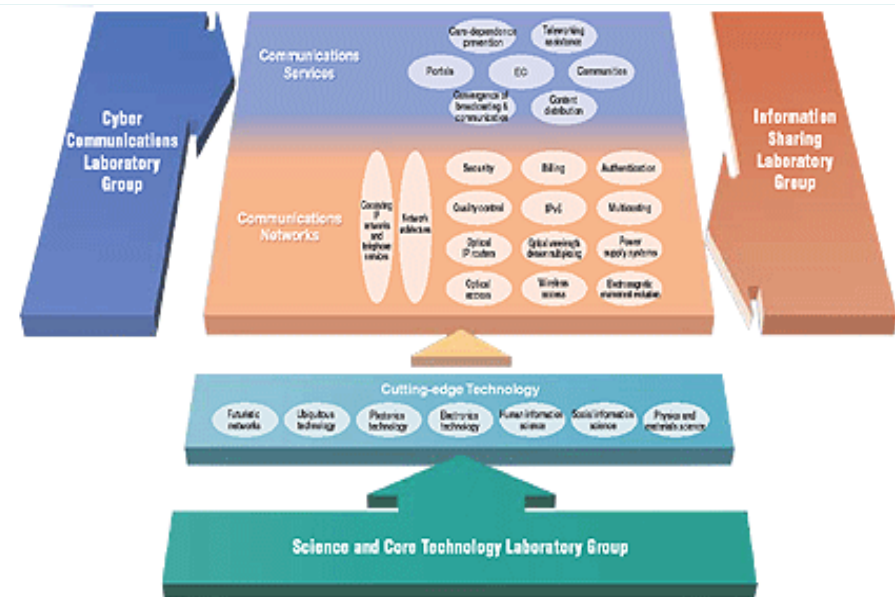 Communications
Services
Care-dependence
prevention
Teleworking
assistance
Portals
EC
Communities
Convergence of
broadcasting &
communication
Content
distribution
Cyber
Communications
Laboratory
Group
Information
Sharing
Laboratory
Group
Communications
Networks
IP
networks
and
telephone
services
Network
architecture
Security
Billing
Authentication
Quality control
IPv6
Multicasting
Optical
IP routers
Optical wavelength
division multiplexing
Power
supply systems
Optical
access
Wireless
access
Electromagnetic
Cutting-edge Technology
Futuristic
networks
Ubiquitous
technology
Photonics
technology
Electronics
technology
Human information
science
Social information
science
Physics and
materials science
Science and Core Technology Laboratory Group